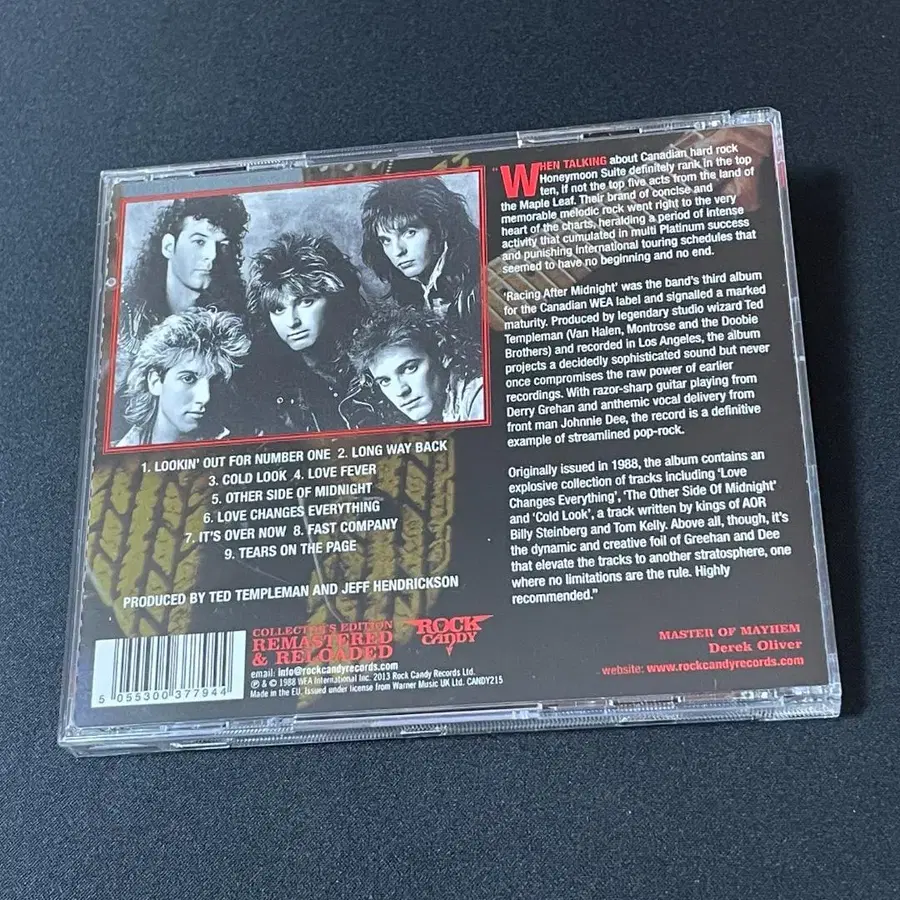 1. LOOKIN' OUT FOR NUMBER ONE 2. LONG WAY BACK
3. COLD LOOK 4. LOVE FEVER
5. OTHER SIDE OF MIDNIGHT
6. LOVE CHANGES EVERYTHING
7. IT'S OVER NOW 8. FAST COMPANY
9. TEARS ON THE PAGE
PRODUCED BY TED TEMPLEMAN AND JEFF HENDRICKSON
5 055300 377944
COLLECTOR'S EDITION
REMASTERED
& RELOADED
ROCK
CANDY
email: info@rockcandyrecords.com
℗ & © 1988 WEA International Inc. 2013 Rock Candy Records Ltd.
Made in the EU. Issued under license from Warner Music UK Ltd. CANDY215
"WHEN TALKING about Canadian hard rock
Honeymoon Suite definitely rank in the top
ten, if not the top five acts from the land of
the Maple Leaf. Their brand of concise and
memorable melodic rock went right to the very
heart of the charts, heralding a period of intense
activity that cumulated in multi Platinum success
and punishing international touring schedules that
seemed to have no beginning and no end.
'Racing After Midnight' was the band's third album
for the Canadian WEA label and signalled a marked
maturity. Produced by legendary studio wizard Ted
Templeman (Van Halen, Montrose and the Doobie
Brothers) and recorded in Los Angeles, the album
projects a decidedly sophisticated sound but never
once compromises the raw power of earlier
recordings. With razor-sharp guitar playing from
Derry Grehan and anthemic vocal delivery from
front man Johnnie Dee, the record is a definitive
example of streamlined pop-rock.
Originally issued in 1988, the album contains an
explosive collection of tracks including 'Love
Changes Everything', 'The Other Side Of Midnight'
and 'Cold Look', a track written by kings of AOR
Billy Steinberg and Tom Kelly. Above all, though, it's
the dynamic and creative foil of Greehan and Dee
that elevate the tracks to another stratosphere, one
where no limitations are the rule. Highly
recommended."
MASTER OF MAYHEM
Derek Oliver
website: www.rockcandyrecords.com